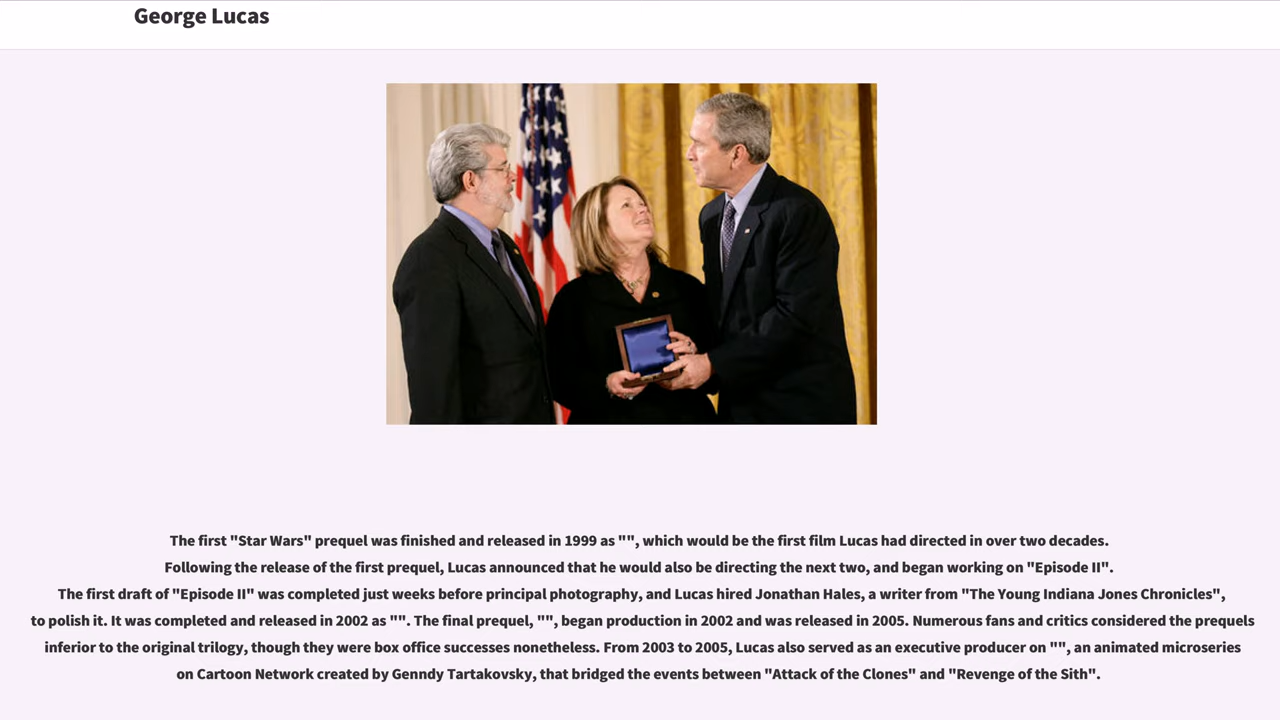 George Lucas
The first "Star Wars" prequel was finished and released in 1999 as "", which would be the first film Lucas had directed in over two decades.
Following the release of the first prequel, Lucas announced that he would also be directing the next two, and began working on "Episode II".
The first draft of "Episode II" was completed just weeks before principal photography, and Lucas hired Jonathan Hales, a writer from "The Young Indiana Jones Chronicles",
to polish it. It was completed and released in 2002 as "". The final prequel, "", began production in 2002 and was released in 2005. Numerous fans and critics considered the prequels
inferior to the original trilogy, though they were box office successes nonetheless. From 2003 to 2005, Lucas also served as an executive producer on "", an animated microseries
on Cartoon Network created by Genndy Tartakovsky, that bridged the events between "Attack of the Clones" and "Revenge of the Sith".